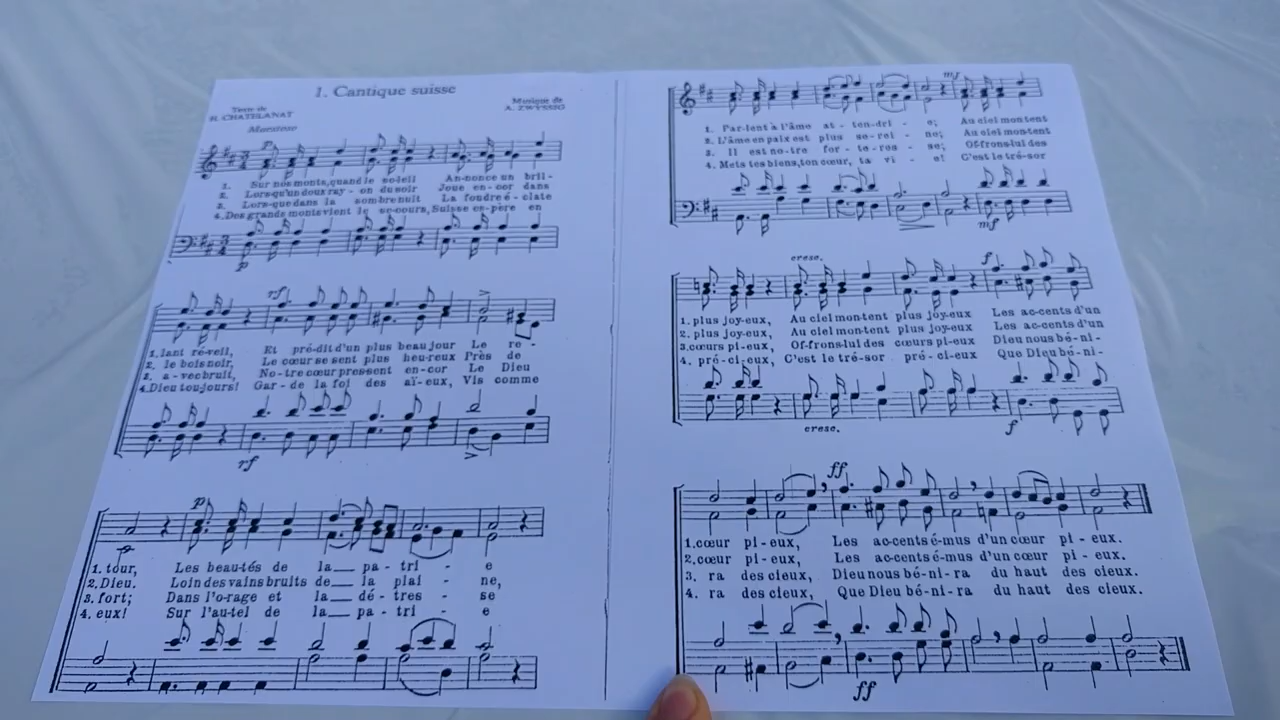 1. Cantique suisse
Texte de
H. CHATELANAT
Musique de
A. ZWYSSIG
Maestoso
p
1. Sur nos monts, quand le soleil An-nonce un bril-
2. Lorsqu'un doux ray - on du soir Joue en-cor dans
3. Lorsque dans la sombre nuit La foudre é - clate
4. Des grands monts vient le se-cours, Suisse es-père en
p
rf
1. lant ré-veil, Et pré-dit d'un plus beau jour Le re -
2. le bois noir, Le cœur se sent plus heu-reux Près de
3. a-vec bruit, No-tre cœur pressent en-cor Le Dieu
4. Dieu tou-jours! Gar - de la foi des aï-eux, Vis comme
rf
p
1. tour, Les beau-tés de la pa - tri - e
2. Dieu. Loin des vains bruits de la plai - ne,
3. fort; Dans l'o-rage et la dé - tres - se
4. eux! Sur l'au-tel de la pa - tri - e
mf
1. Par-lent à l'âme at - ten-dri - e; Au ciel mon-tent
2. L'âme en paix est plus se-rei - ne; Au ciel mon-tent
3. Il est no-tre for - te-res - se; Of-frons-lui des
4. Mets tes biens, ton cœur, ta vi - e! C'est le tré-sor
mf
cresc. f
1. plus joy-eux, Au ciel mon-tent plus joy-eux Les ac-cents d'un
2. plus joy-eux, Au ciel mon-tent plus joy-eux Les ac-cents d'un
3. cœurs pi-eux, Of-frons-lui des cœurs pi-eux Dieu nous bé-ni-
4. pré-ci-eux, C'est le tré-sor pré-ci-eux Que Dieu bé-ni-
cresc. f
ff
1. cœur pi-eux, Les ac-cents é-mus d'un cœur pi - eux.
2. cœur pi-eux, Les ac-cents é-mus d'un cœur pi - eux.
3. ra des cieux, Dieu nous bé-ni-ra du haut des cieux.
4. ra des cieux, Que Dieu bé-ni-ra du haut des cieux.
ff